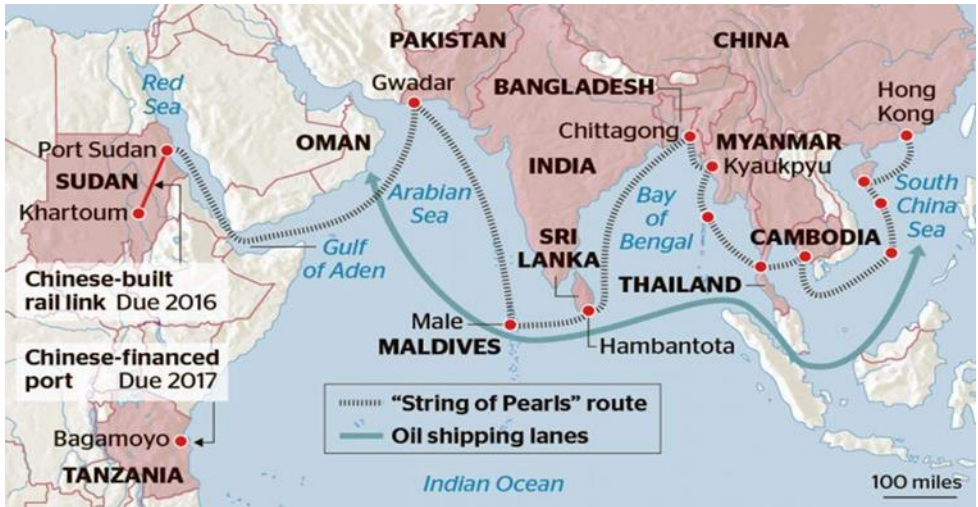 PAKISTAN
CHINA
Gwadar
BANGLADESH
Hong
Kong
Red
Sea
Chittagong
MYANMAR
Kyaukpyu
Port Sudan
OMAN
INDIA
SUDAN
Arabian
Sea
Bay
of
Bengal
South
China
Sea
Khartoum
Gulf
of Aden
SRI
LANKA
CAMBODIA
THAILAND
Chinese-built
rail link Due 2016
Male
MALDIVES
Hambantota
Chinese-financed
port Due 2017
"String of Pearls" route
Oil shipping lanes
Bagamoyo
TANZANIA
Indian Ocean
100 miles